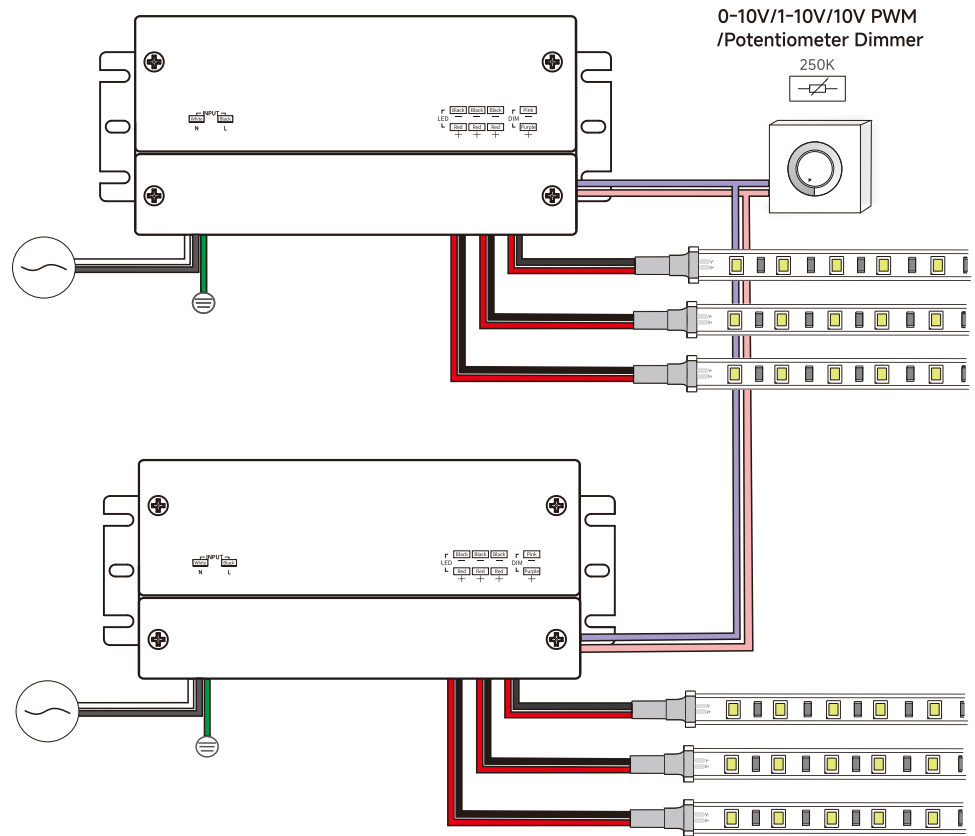 0-10V/1-10V/10V PWM
/Potentiometer Dimmer
250K
INPUT
White Black
N L
LED
Black Black Black
Red Red Red
DIM
Pink
Purple
V-
V-
V+
V-
V+
INPUT
White Black
N L
LED
Black Black Black
Red Red Red
DIM
Pink
Purple
V-
V+
V-
V+
V-
V+